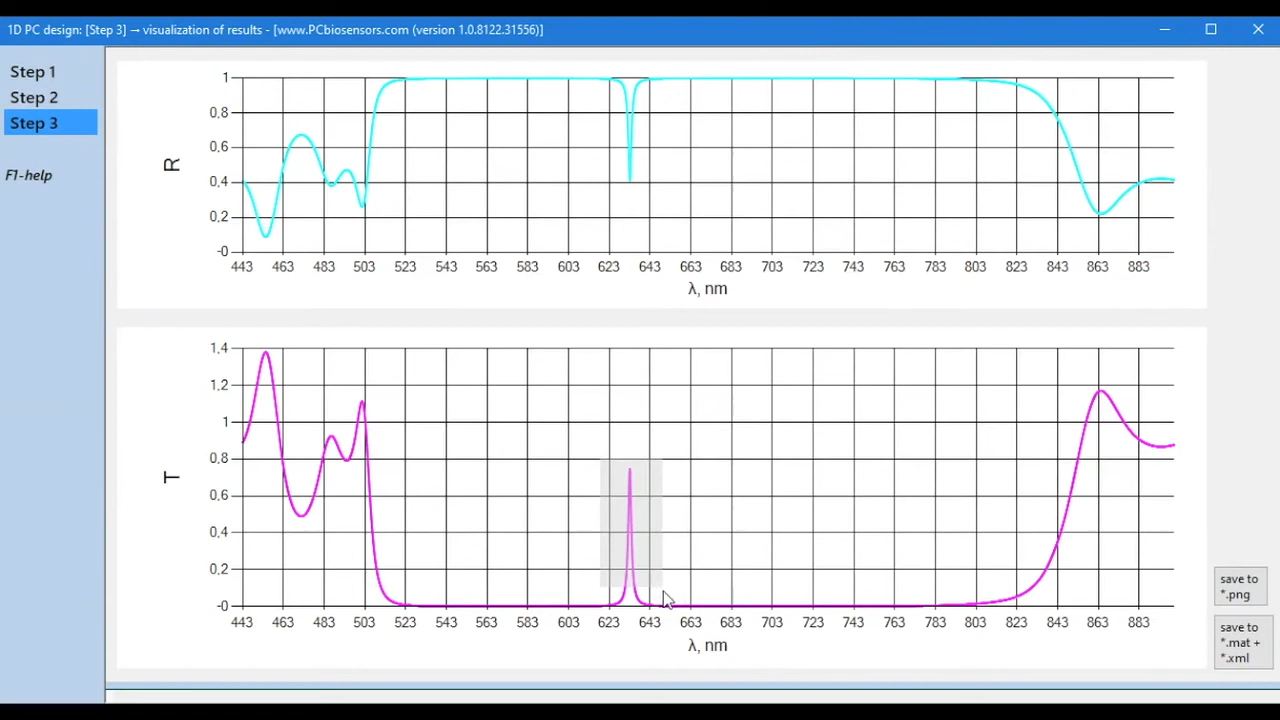 1D PC design: [Step 3] → visualization of results - [www.PCbiosensors.com (version 1.0.8122.31556)]
Step 1
Step 2
Step 3
F1-help
R
1
0.8
0.6
0.4
0.2
-0
443 463 483 503 523 543 563 583 603 623 643 663 683 703 723 743 763 783 803 823 843 863 883
λ, nm
T
1,4
1,2
1
0.8
0.6
0.4
0.2
-0
443 463 483 503 523 543 563 583 603 623 643 663 683 703 723 743 763 783 803 823 843 863 883
λ, nm
save to
*.png
save to
*.mat +
*.xml